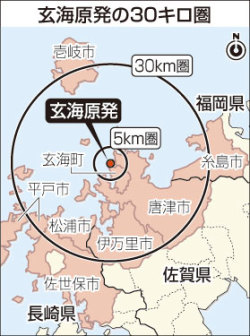 玄海原発の30キロ圏
N
壱岐市
30km圏
玄海原発
福岡県
5km圏
玄海町
糸島市
平戸市
唐津市
松浦市
伊万里市
佐賀県
佐世保市
長崎県